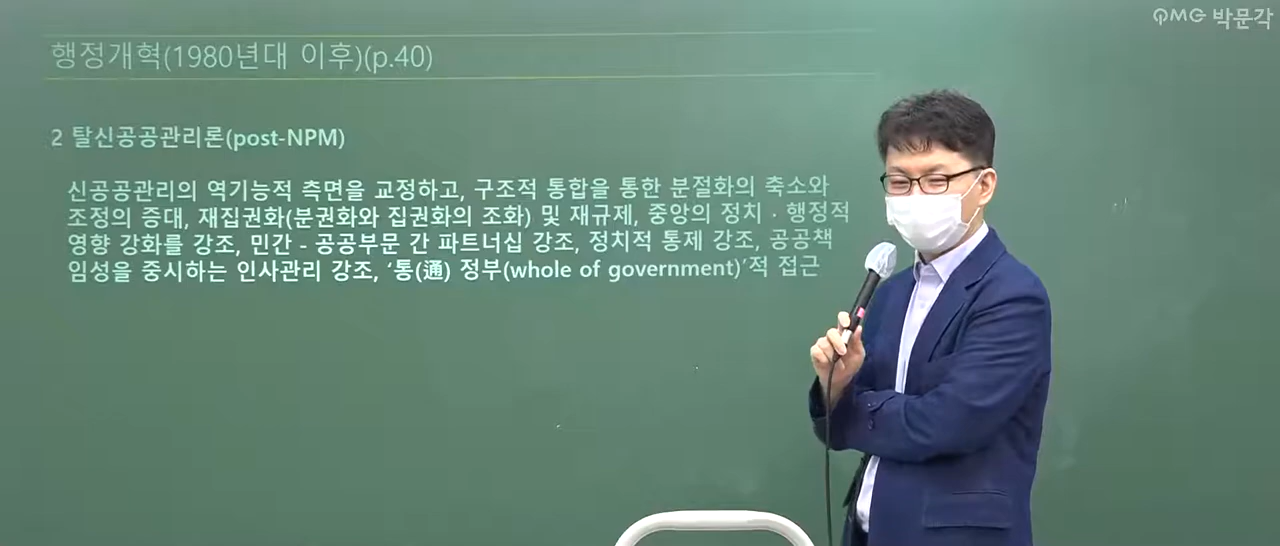 PMG 박문각
행정개혁(1980년대 이후)(p.40)
2 탈신공공관리론(post-NPM)
신공공관리의 역기능적 측면을 교정하고, 구조적 통합을 통한 분절화의 축소와
조정의 증대, 재집권화(분권화와 집권화의 조화) 및 재규제, 중앙의 정치 · 행정적
영향 강화를 강조, 민간 - 공공부문 간 파트너십 강조, 정치적 통제 강조, 공공책
임성을 중시하는 인사관리 강조, ‘통(通) 정부(whole of government)’적 접근